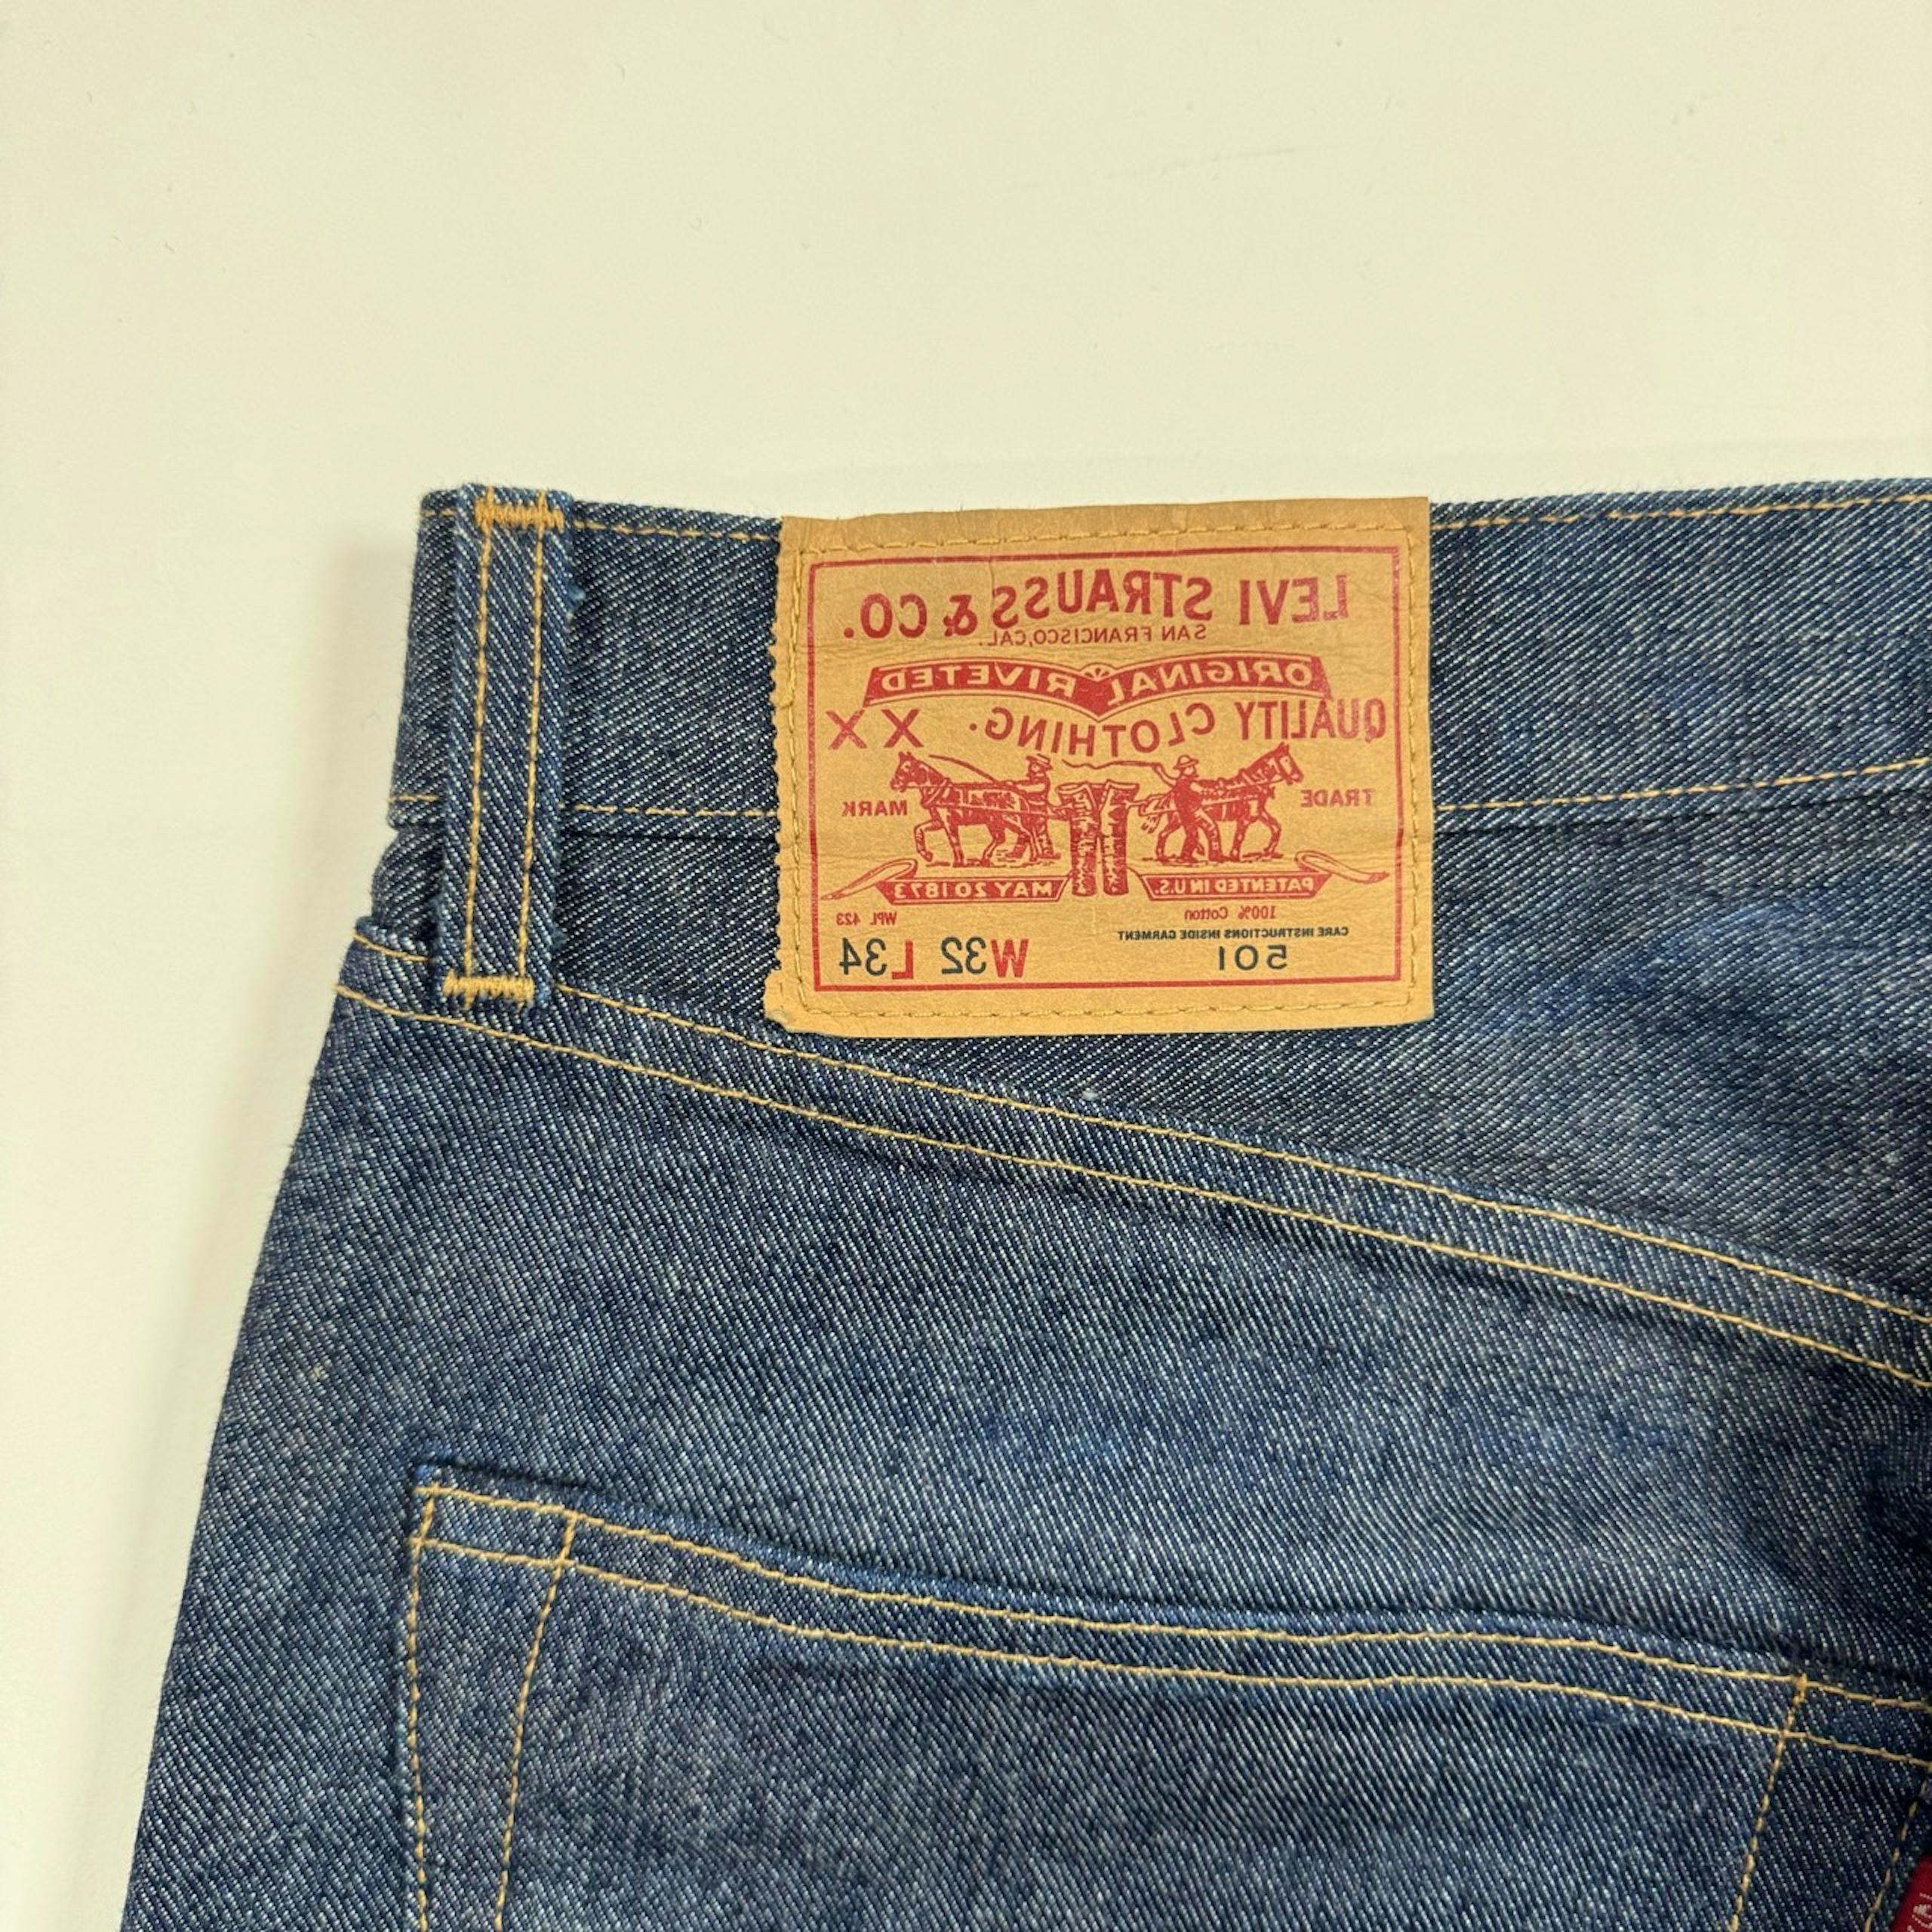 LEVI STRAUSS & CO.
SAN FRANCISCO, CAL.
ORIGINAL RIVETED
QUALITY CLOTHING. XX
TRADE MARK
PATENTED IN U.S. MAY 20 1873
100% Cotton WPL 423
CARE INSTRUCTIONS INSIDE GARMENT
501 W32 L34